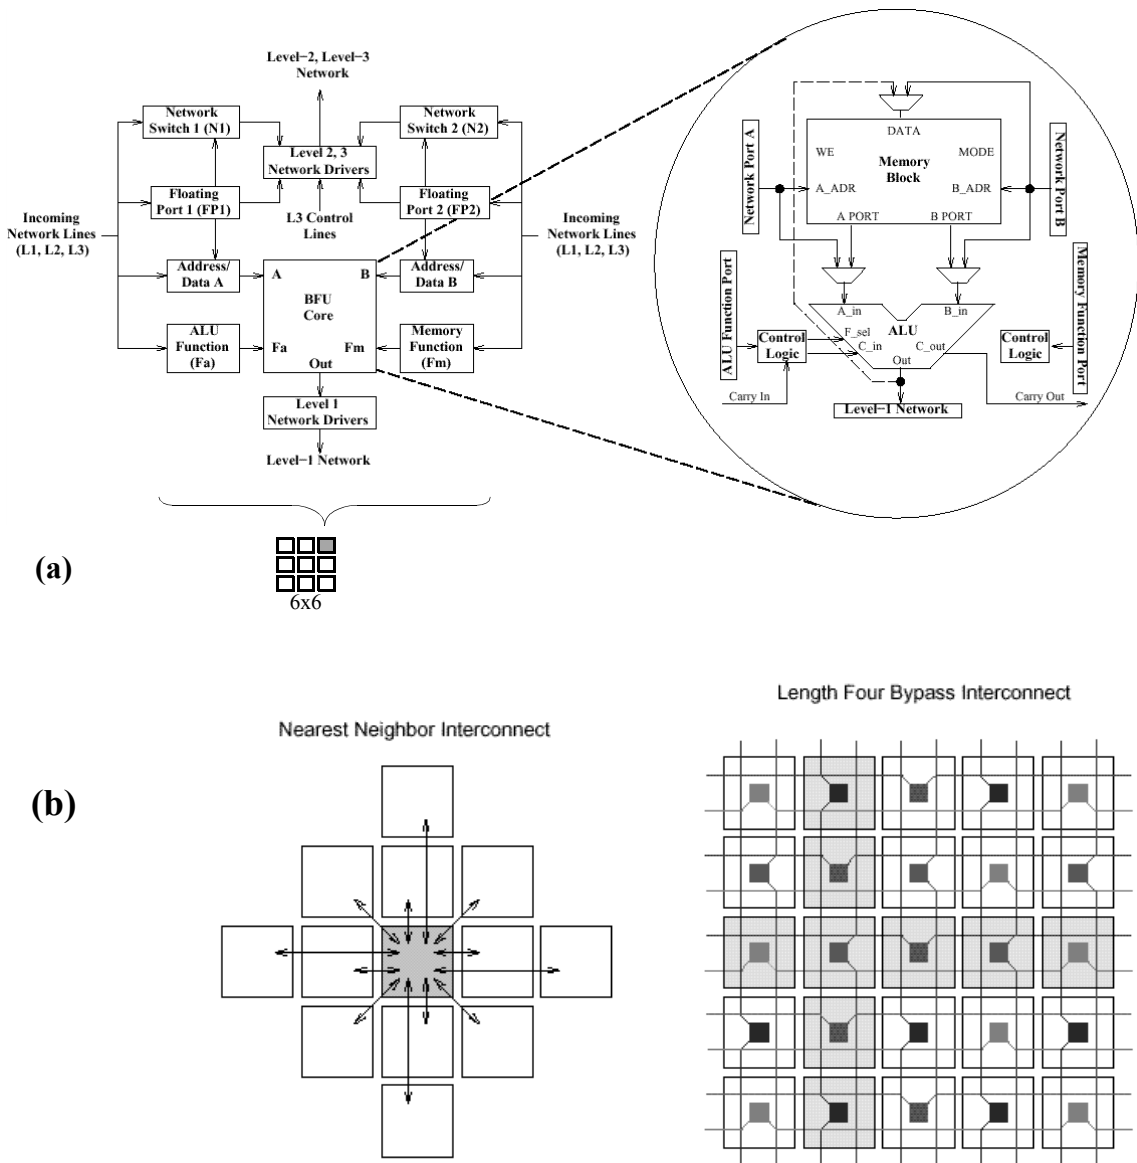 Level−2, Level−3
Network
Network
Switch 1 (N1)
Network
Switch 2 (N2)
Level 2, 3
Network Drivers
Floating
Port 1 (FP1)
Floating
Port 2 (FP2)
L3 Control
Lines
Incoming
Network Lines
(L1, L2, L3)
Incoming
Network Lines
(L1, L2, L3)
Address/
Data A
A
B
BFU
Core
Address/
Data B
ALU
Function
(Fa)
Fa
Fm
Out
Memory
Function
(Fm)
Level 1
Network Drivers
Level−1 Network
Network Port A
DATA
WE
Memory
Block
MODE
A_ADR
B_ADR
A PORT
B PORT
Network Port B
ALU Function Port
Memory Function Port
A_in
B_in
F_sel
ALU
C_in
C_out
Out
Control
Logic
Control
Logic
Carry In
Level−1 Network
Carry Out
(a)
6x6
Length Four Bypass Interconnect
Nearest Neighbor Interconnect
(b)